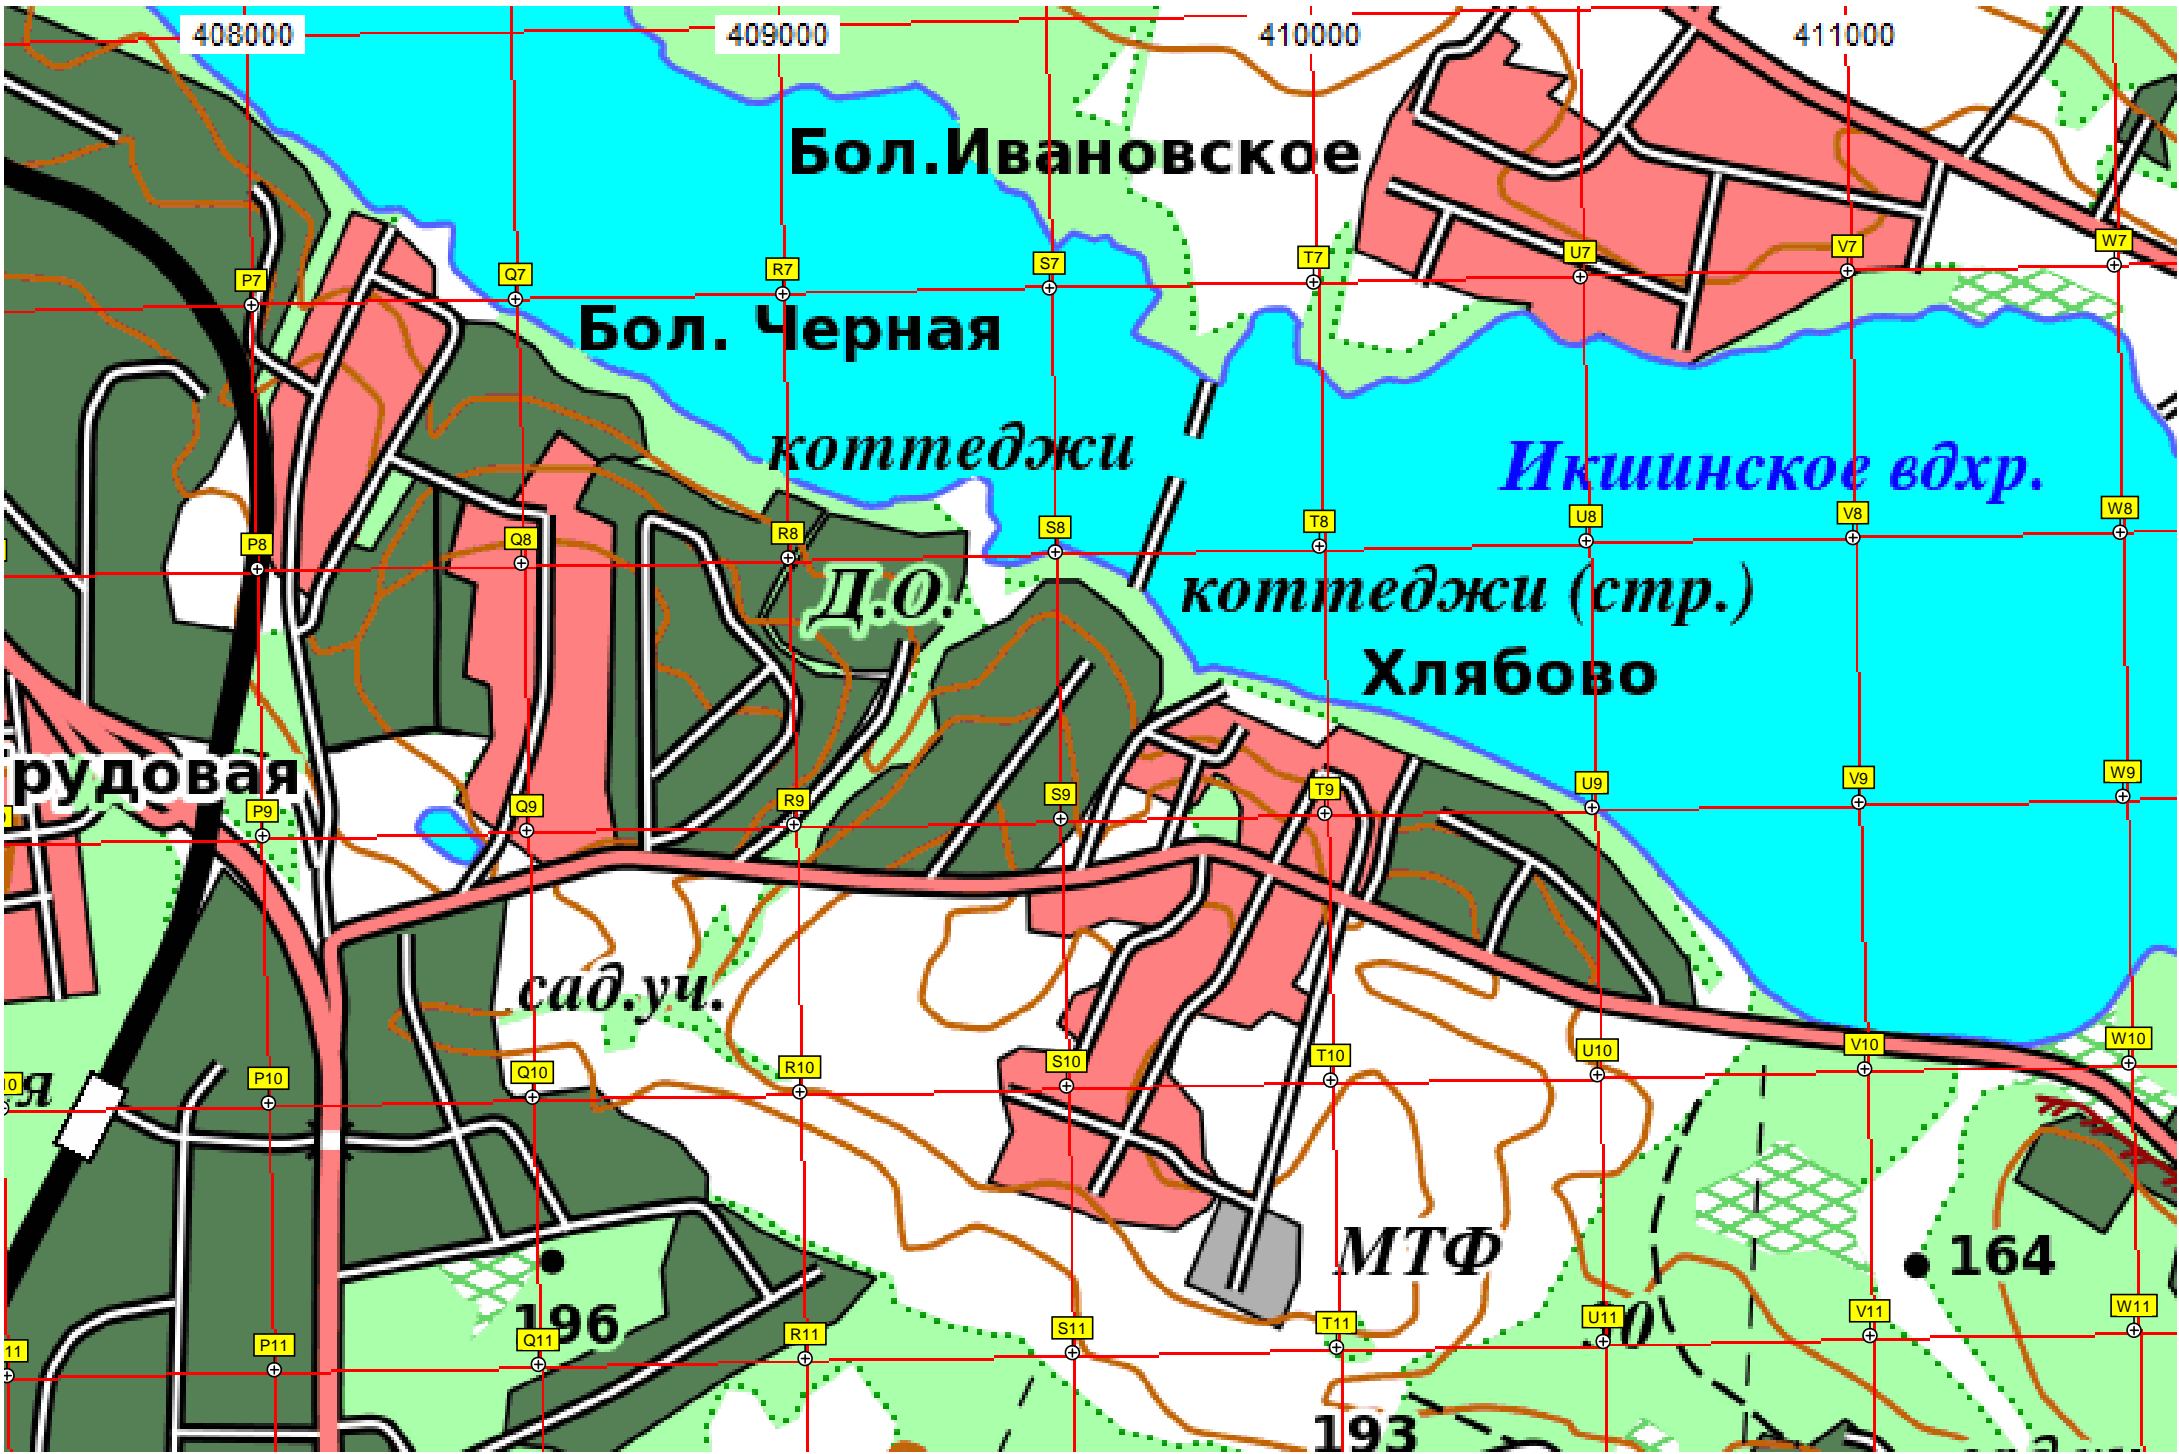 408000 409000 410000 411000
Бол.Ивановское
P7 Q7 R7 S7 T7 U7 V7 W7
Бол. Черная
коттеджи
Икшинское вдхр.
P8 Q8 R8 S8 T8 U8 V8 W8
Д.О.
коттеджи (стр.)
Хлябово
рудовая
P9 Q9 R9 S9 T9 U9 V9 W9
сад.уч.
я
P10 Q10 R10 S10 T10 U10 V10 W10
МТФ
164
196
11 P11 Q11 R11 S11 T11 U11 V11 W11
193